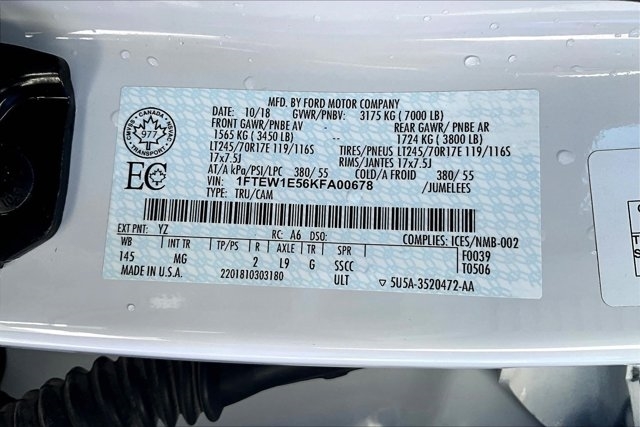 MFD. BY FORD MOTOR COMPANY
DATE: 10/18 GVWR/PNBV: 3175 KG ( 7000 LB)
FRONT GAWR/PNBE AV - REAR GAWR/ PNBE AR
1565 KG ( 3450 LB) 1724 KG ( 3800 LB)
LT245/70R17E 119/116S TIRES/PNEUS LT245/70R17E 119/116S
17x7.5J RIMS/JANTES 17x7.5J
AT/A kPa/PSI/LPC 380/ 55 COLD/A FROID 380/ 55
VIN: 1FTEW1E56KFA00678 /JUMELEES
TYPE: TRU/CAM
CANADA
977
TRANSPORT
EC
EXT PNT: YZ RC: A6 DSO: COMPLIES: ICES/NMB-002
WB INT TR TP/PS R AXLE TR SPR F0039
145 MG 2 L9 G SSCC T0506
MADE IN U.S.A. 2201810303180 ULT ▽ 5U5A-3520472-AA